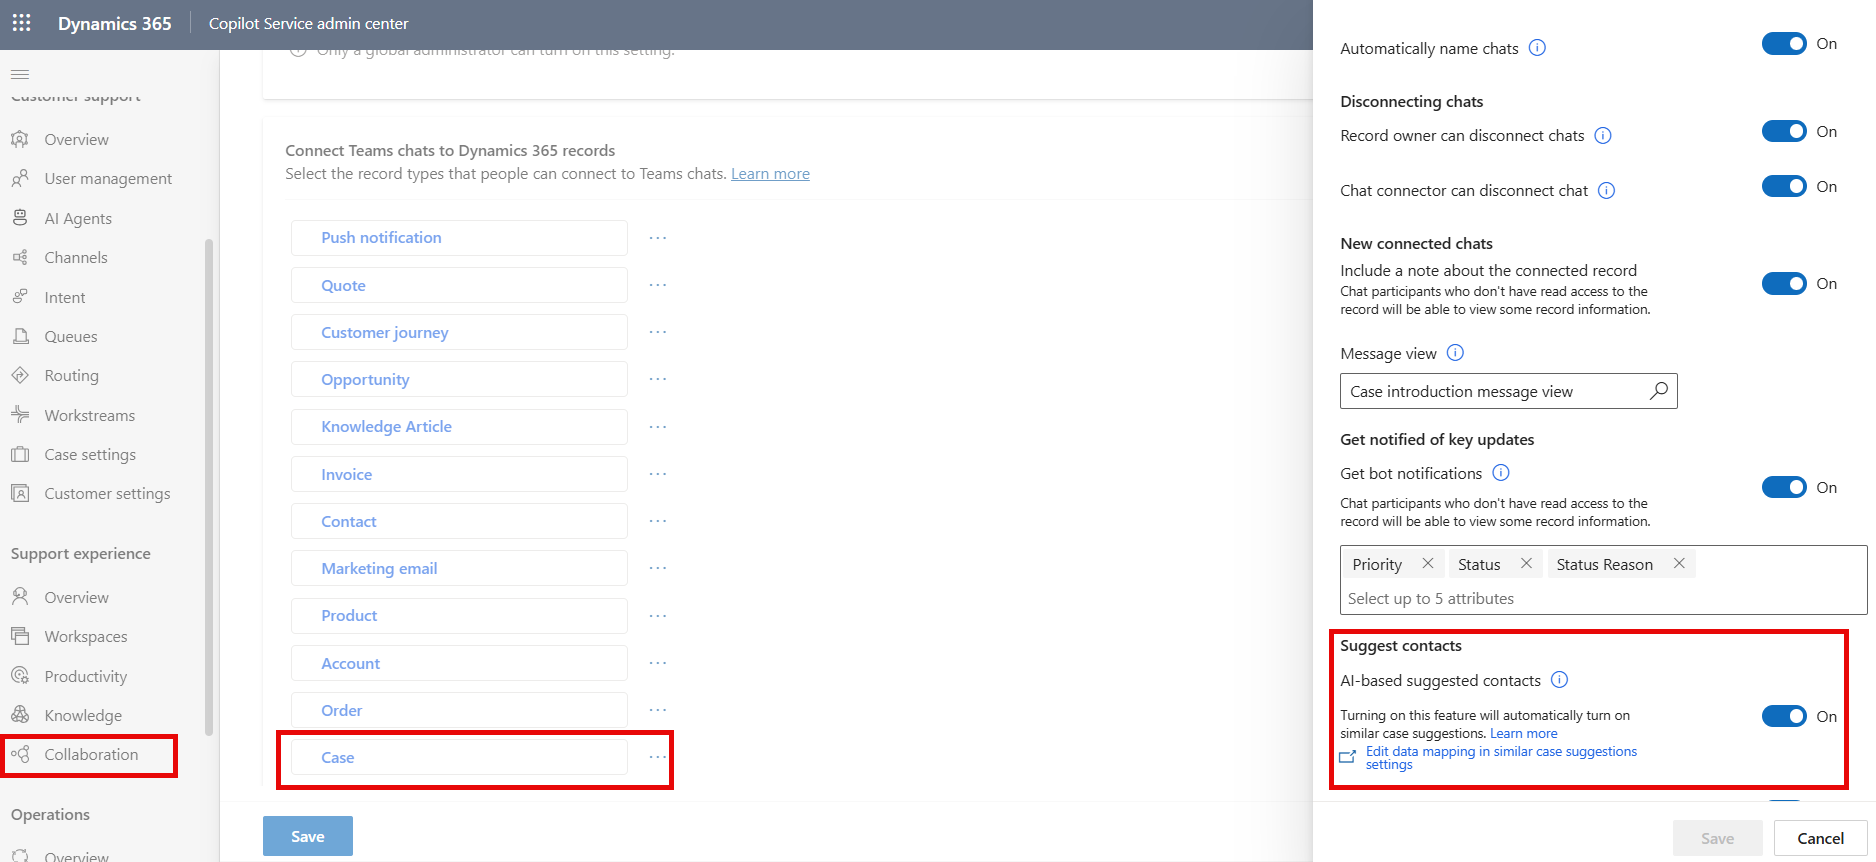 Dynamics 365
Copilot Service admin center
Customer support
Overview
User management
AI Agents
Channels
Intent
Queues
Routing
Workstreams
Case settings
Customer settings
Support experience
Overview
Workspaces
Productivity
Knowledge
Collaboration
Operations
Overview
Only a global administrator can turn on this setting.
Connect Teams chats to Dynamics 365 records
Select the record types that people can connect to Teams chats. Learn more
Push notification
Quote
Customer journey
Opportunity
Knowledge Article
Invoice
Contact
Marketing email
Product
Account
Order
Case
Save
Automatically name chats
On
Disconnecting chats
Record owner can disconnect chats
On
Chat connector can disconnect chat
On
New connected chats
Include a note about the connected record
Chat participants who don't have read access to the
record will be able to view some record information.
On
Message view
Case introduction message view
Get notified of key updates
Get bot notifications
On
Chat participants who don't have read access to the
record will be able to view some record information.
Priority Status Status Reason
Select up to 5 attributes
Suggest contacts
AI-based suggested contacts
Turning on this feature will automatically turn on
similar case suggestions. Learn more
On
Edit data mapping in similar case suggestions
settings
Save
Cancel